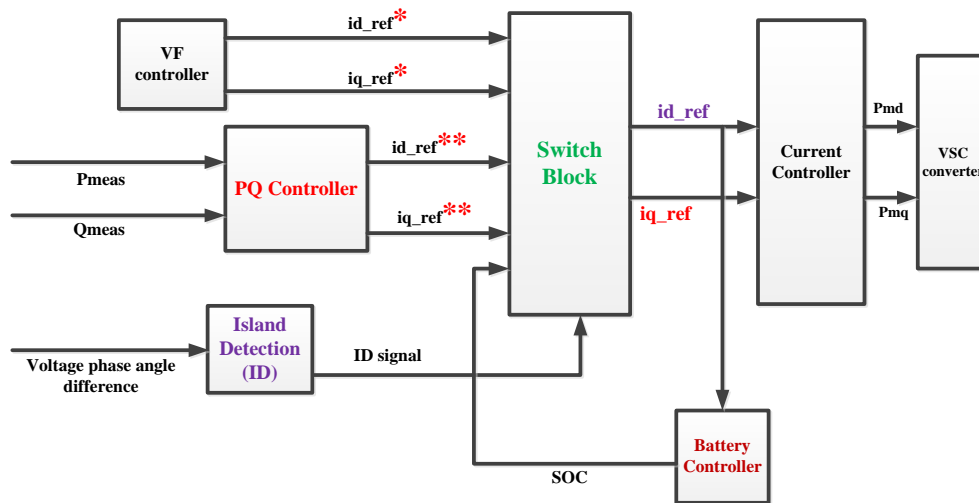 VF
controller
id_ref*
iq_ref*
Pmeas
Qmeas
PQ Controller
id_ref**
iq_ref**
Switch
Block
id_ref
iq_ref
Current
Controller
Pmd
Pmq
VSC
converter
Voltage phase angle
difference
Island
Detection
(ID)
ID signal
SOC
Battery
Controller